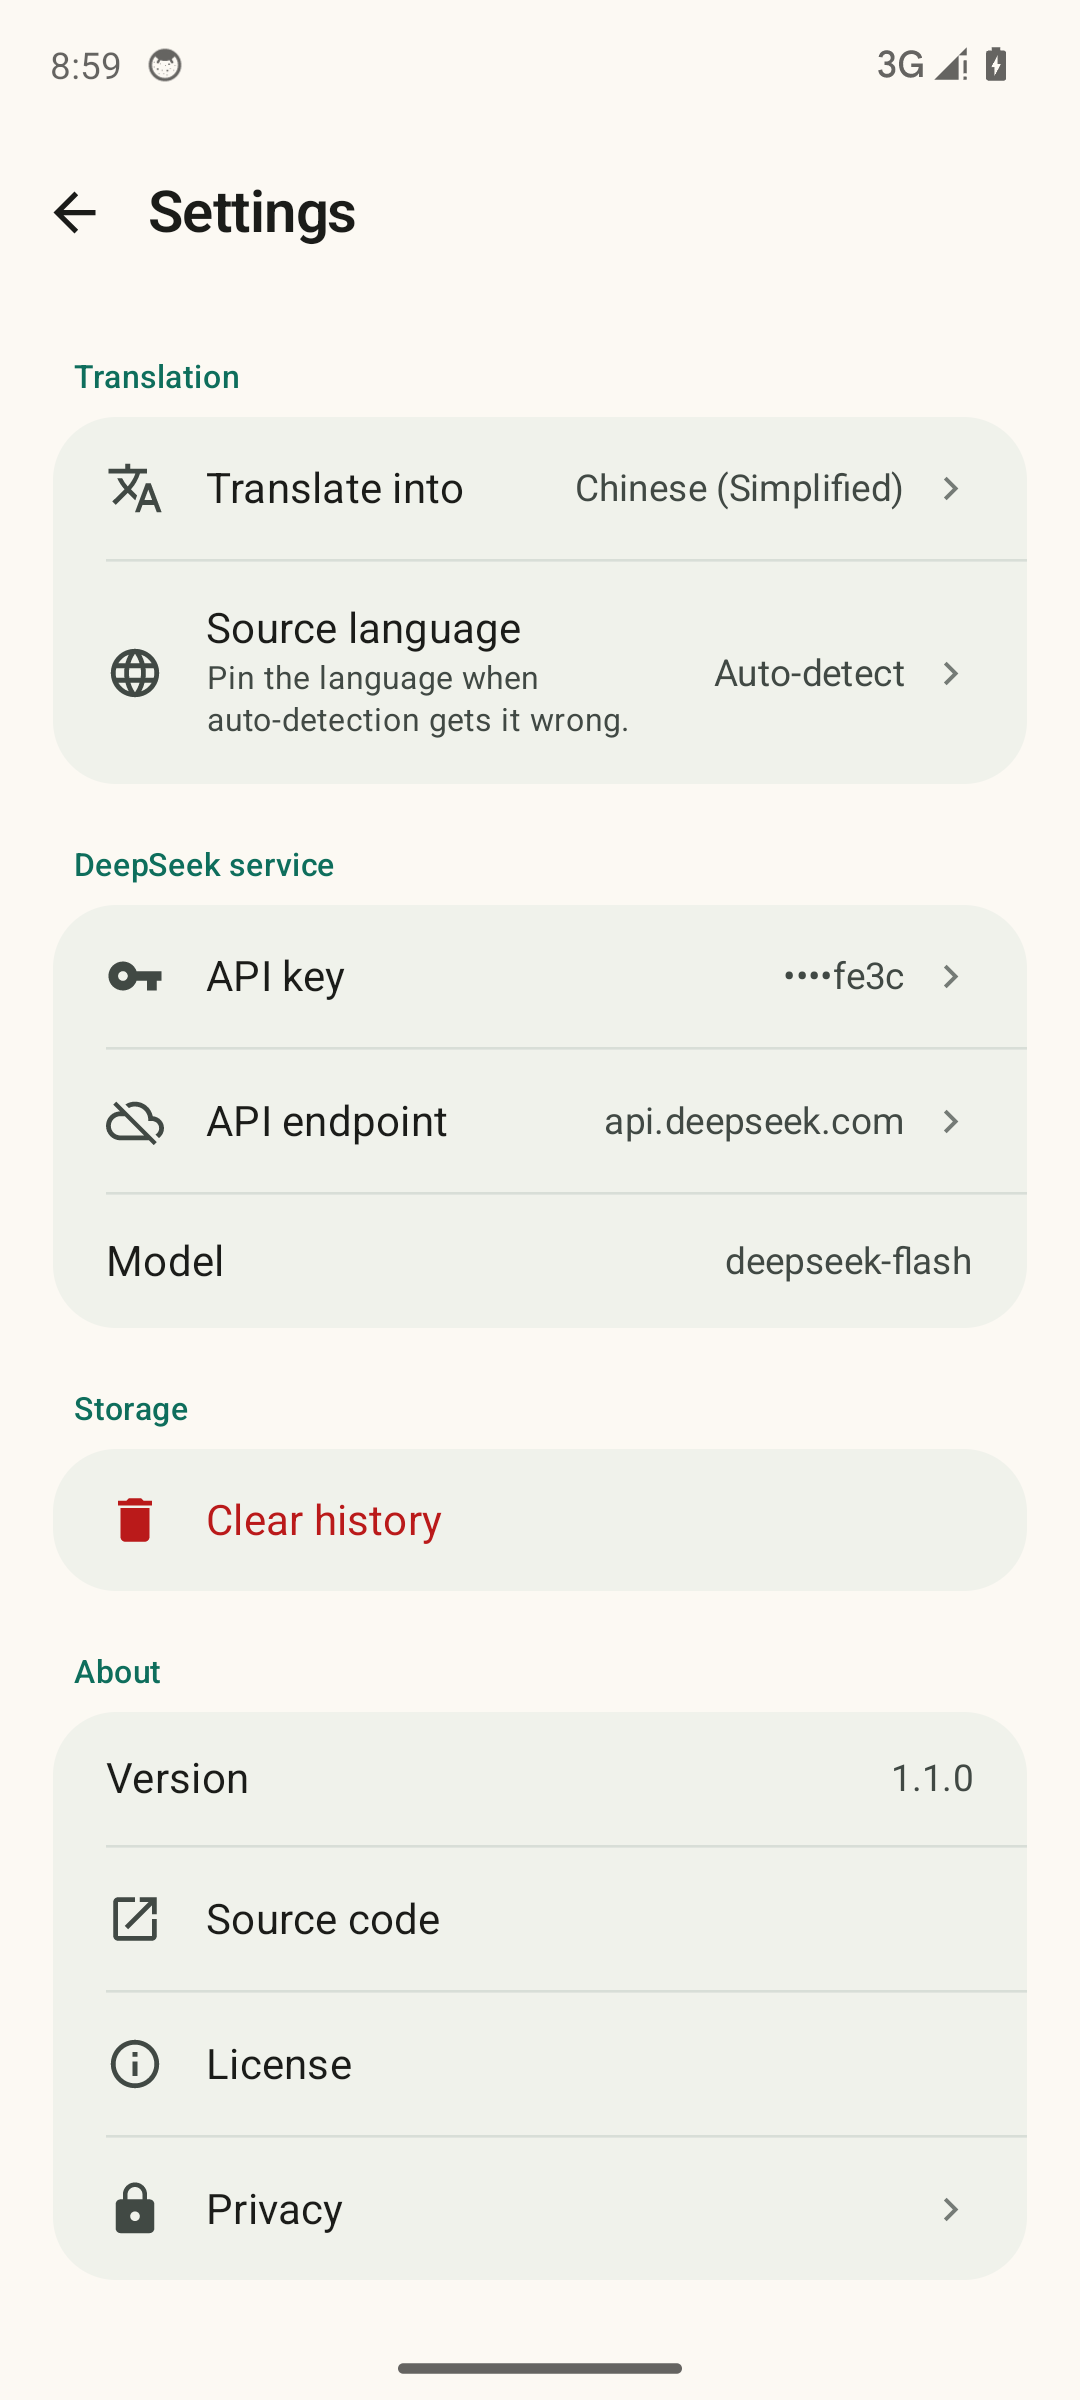 8:59
3G
Settings
Translation
Translate into
Chinese (Simplified)
Source language
Pin the language when
auto-detection gets it wrong.
Auto-detect
DeepSeek service
API key
••••fe3c
API endpoint
api.deepseek.com
Model
deepseek-flash
Storage
Clear history
About
Version
1.1.0
Source code
License
Privacy